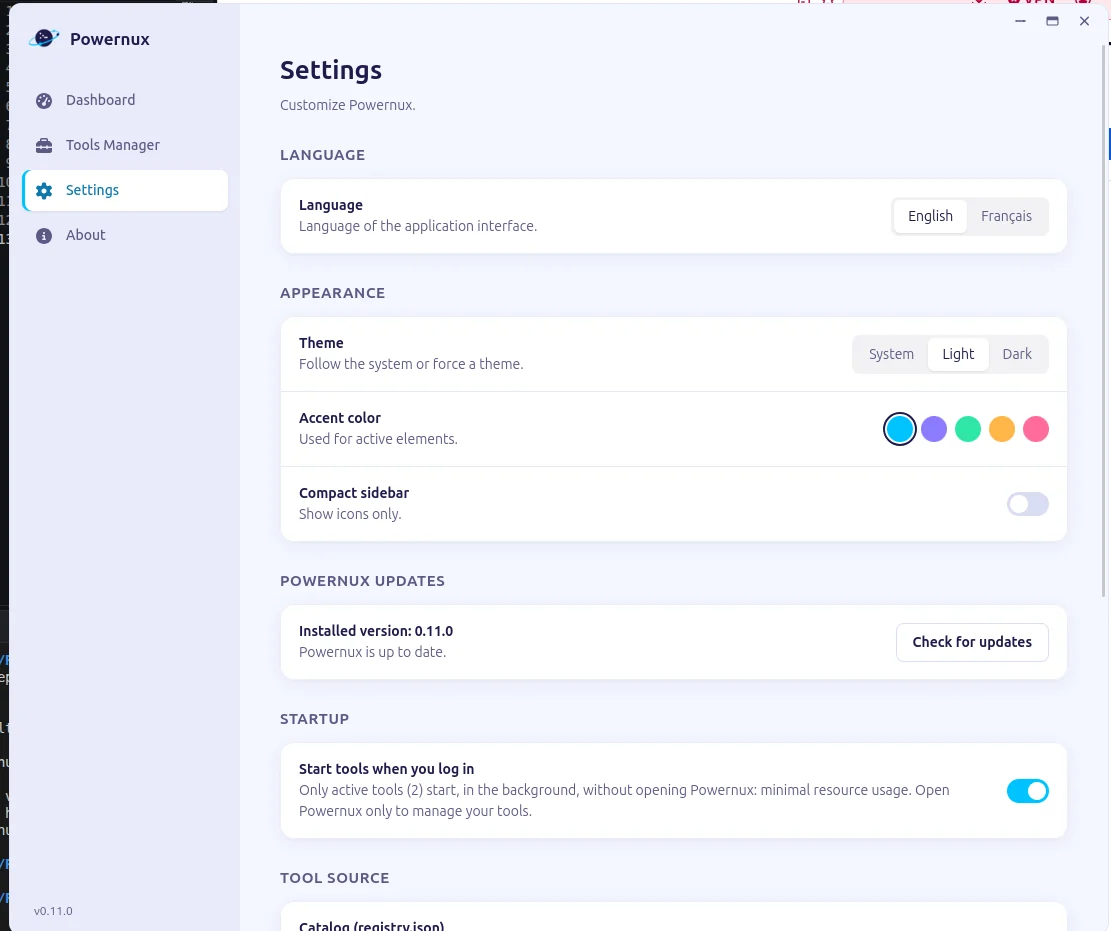 Powernux
Dashboard
Tools Manager
Settings
About
v0.11.0
Settings
Customize Powernux.
LANGUAGE
Language
Language of the application interface.
English Français
APPEARANCE
Theme
Follow the system or force a theme.
System Light Dark
Accent color
Used for active elements.
Compact sidebar
Show icons only.
POWERNUX UPDATES
Installed version: 0.11.0
Powernux is up to date.
Check for updates
STARTUP
Start tools when you log in
Only active tools (2) start, in the background, without opening Powernux: minimal resource usage. Open
Powernux only to manage your tools.
TOOL SOURCE
Catalog (registry.json)